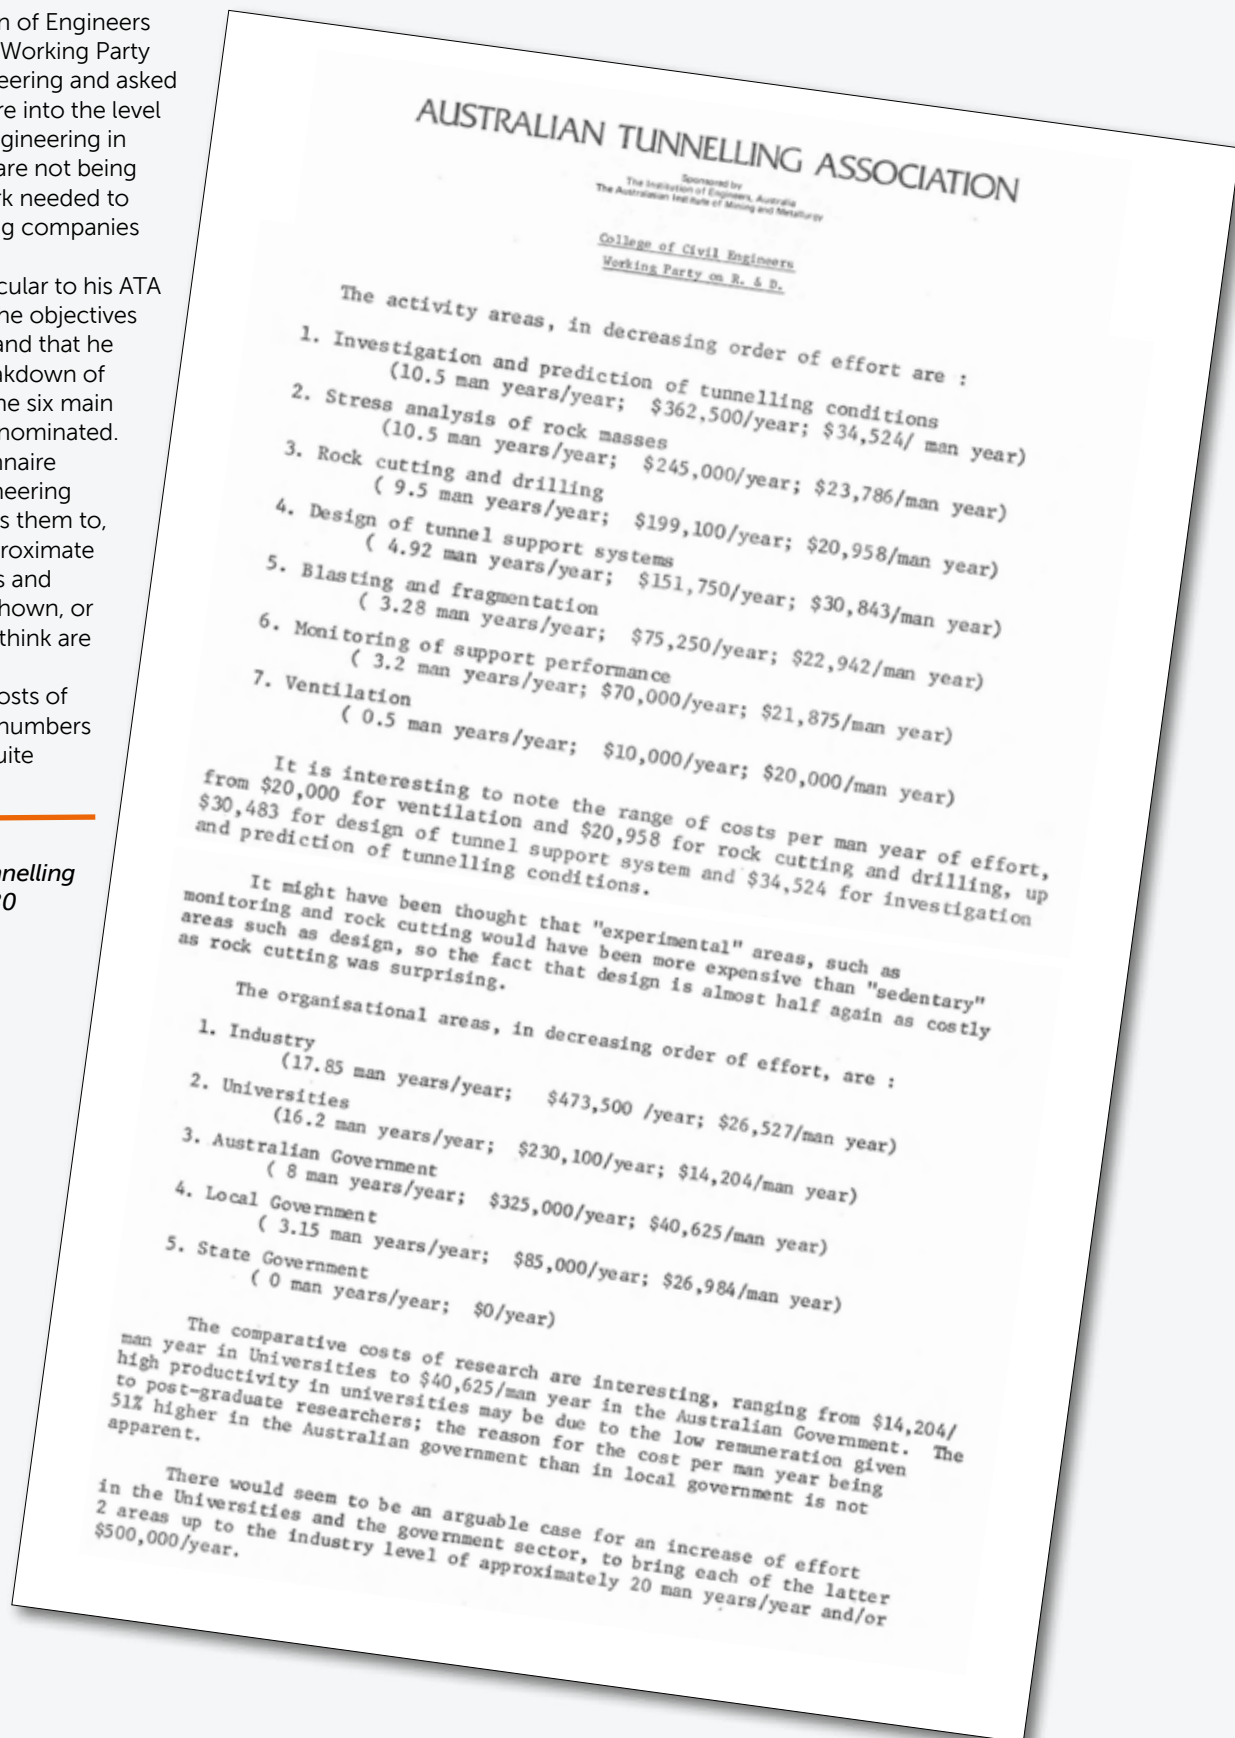 n of Engineers
Working Party
eering and asked
re into the level
ngineering in
are not being
rk needed to
g companies
cular to his ATA
he objectives
and that he
akdown of
he six main
nominated.
nnaire
neering
s them to,
proximate
s and
hown, or
think are
osts of
numbers
uite
nnelling
80
AUSTRALIAN TUNNELLING ASSOCIATION
Sponsored by
The Institution of Engineers, Australia
The Australasian Institute of Mining and Metallurgy
College of Civil Engineers
Working Party on R. & D.
The activity areas, in decreasing order of effort are :
1. Investigation and prediction of tunnelling conditions
(10.5 man years/year; $362,500/year; $34,524/ man year)
2. Stress analysis of rock masses
(10.5 man years/year; $245,000/year; $23,786/man year)
3. Rock cutting and drilling
( 9.5 man years/year; $199,100/year; $20,958/man year)
4. Design of tunnel support systems
( 4.92 man years/year; $151,750/year; $30,843/man year)
5. Blasting and fragmentation
( 3.28 man years/year; $75,250/year; $22,942/man year)
6. Monitoring of support performance
( 3.2 man years/year; $70,000/year; $21,875/man year)
7. Ventilation
( 0.5 man years/year; $10,000/year; $20,000/man year)
It is interesting to note the range of costs per man year of effort,
from $20,000 for ventilation and $20,958 for rock cutting and drilling, up
$30,483 for design of tunnel support system and $34,524 for investigation
and prediction of tunnelling conditions.
It might have been thought that "experimental" areas, such as
monitoring and rock cutting would have been more expensive than "sedentary"
areas such as design, so the fact that design is almost half again as costly
as rock cutting was surprising.
The organisational areas, in decreasing order of effort, are :
1. Industry
(17.85 man years/year; $473,500 /year; $26,527/man year)
2. Universities
(16.2 man years/year; $230,100/year; $14,204/man year)
3. Australian Government
( 8 man years/year; $325,000/year; $40,625/man year)
4. Local Government
( 3.15 man years/year; $85,000/year; $26,984/man year)
5. State Government
( 0 man years/year; $0/year)
The comparative costs of research are interesting, ranging from $14,204/
man year in Universities to $40,625/man year in the Australian Government. The
high productivity in universities may be due to the low remuneration given
to post-graduate researchers; the reason for the cost per man year being
51% higher in the Australian government than in local government is not
apparent.
There would seem to be an arguable case for an increase of effort
in the Universities and the government sector, to bring each of the latter
2 areas up to the industry level of approximately 20 man years/year and/or
$500,000/year.